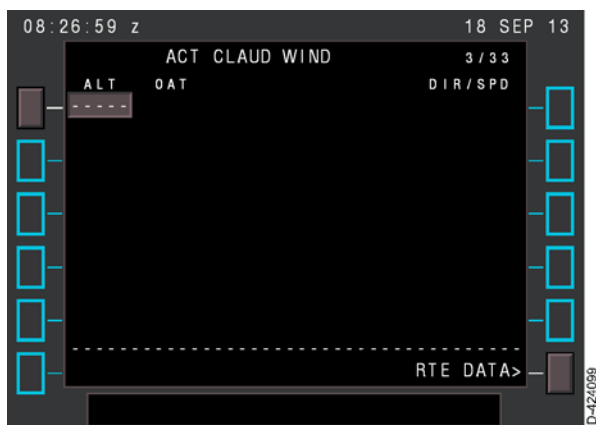 08:26:59 z 18 SEP 13
ACT CLAUD WIND 3/33
ALT OAT DIR/SPD
-----
--------------------------------------
RTE DATA>
D-424099